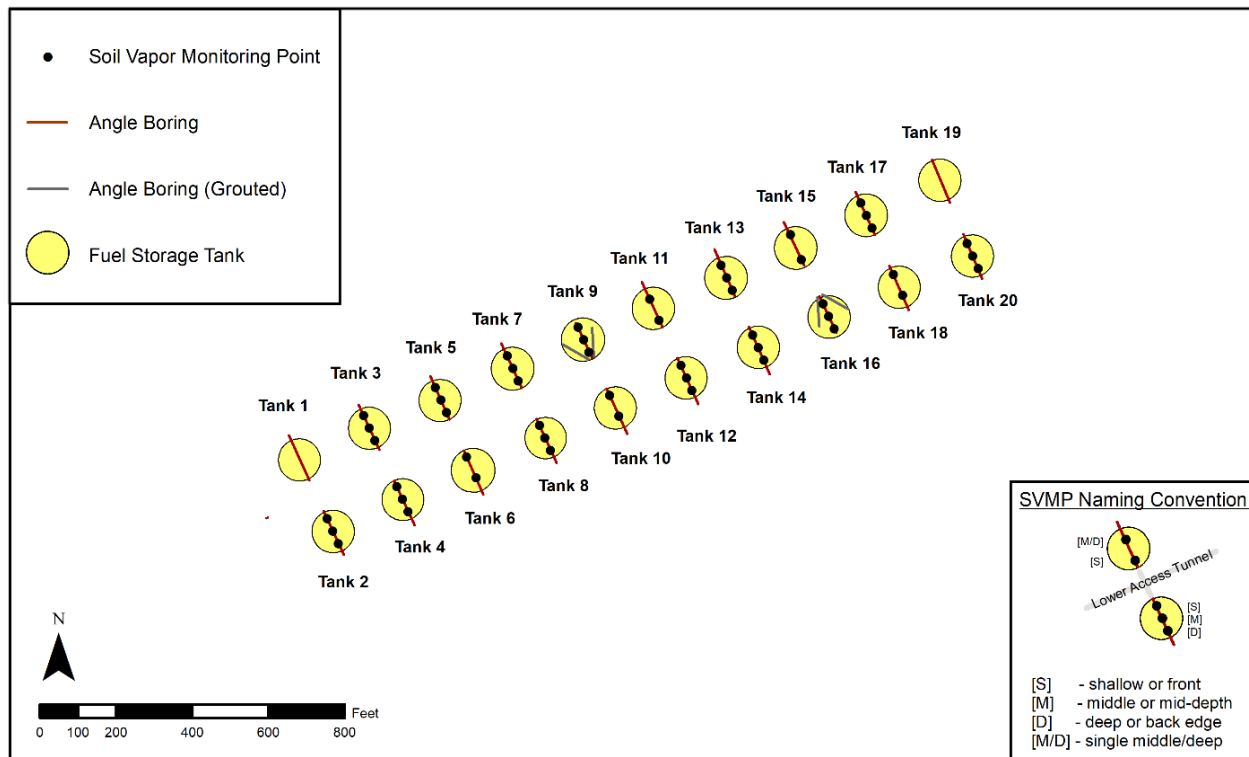 Soil Vapor Monitoring Point
Angle Boring
Angle Boring (Grouted)
Fuel Storage Tank
Tank 19
Tank 17
Tank 15
Tank 13
Tank 11
Tank 9
Tank 7
Tank 5
Tank 3
Tank 1
Tank 20
Tank 18
Tank 16
Tank 14
Tank 12
Tank 10
Tank 8
Tank 6
Tank 4
Tank 2
N
Feet
0 100 200 400 600 800
SVMP Naming Convention
[M/D]
[S]
Lower Access Tunnel
[S]
[M]
[D]
[S] - shallow or front
[M] - middle or mid-depth
[D] - deep or back edge
[M/D] - single middle/deep